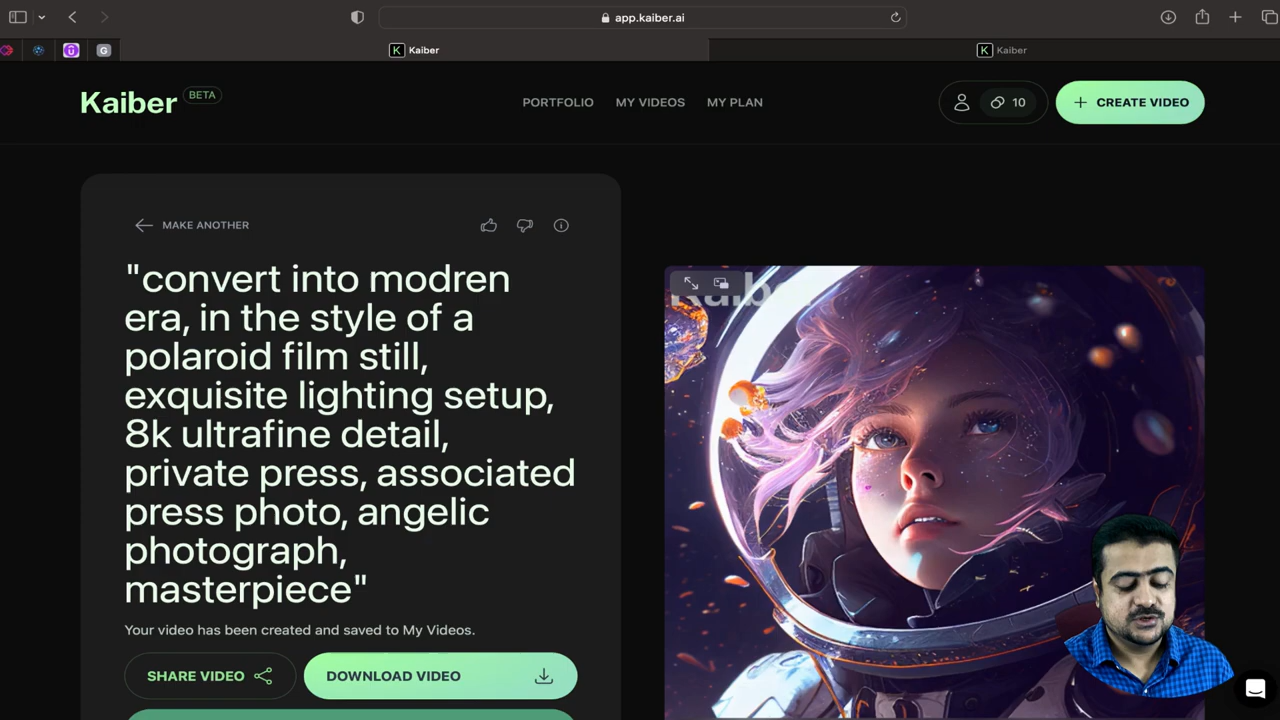 app.kaiber.ai
G
K Kaiber
K Kaiber
Kaiber BETA
PORTFOLIO MY VIDEOS MY PLAN
10
+ CREATE VIDEO
MAKE ANOTHER
"convert into modren
era, in the style of a
polaroid film still,
exquisite lighting setup,
8k ultrafine detail,
private press, associated
press photo, angelic
photograph,
masterpiece"
Your video has been created and saved to My Videos.
SHARE VIDEO
DOWNLOAD VIDEO
Kaiber